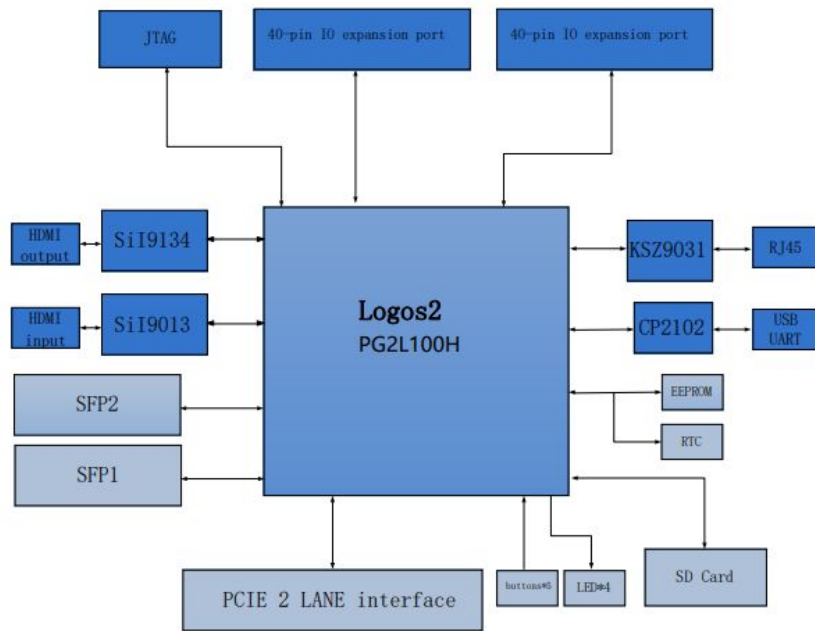 JTAG
40-pin IO expansion port
40-pin IO expansion port
HDMI
output
SiI9134
KSZ9031
RJ45
HDMI
input
SiI9013
Logos2
PG2L100H
CP2102
USB
UART
SFP2
EEPROM
RTC
SFP1
PCIE 2 LANE interface
buttons*5
LED*4
SD Card